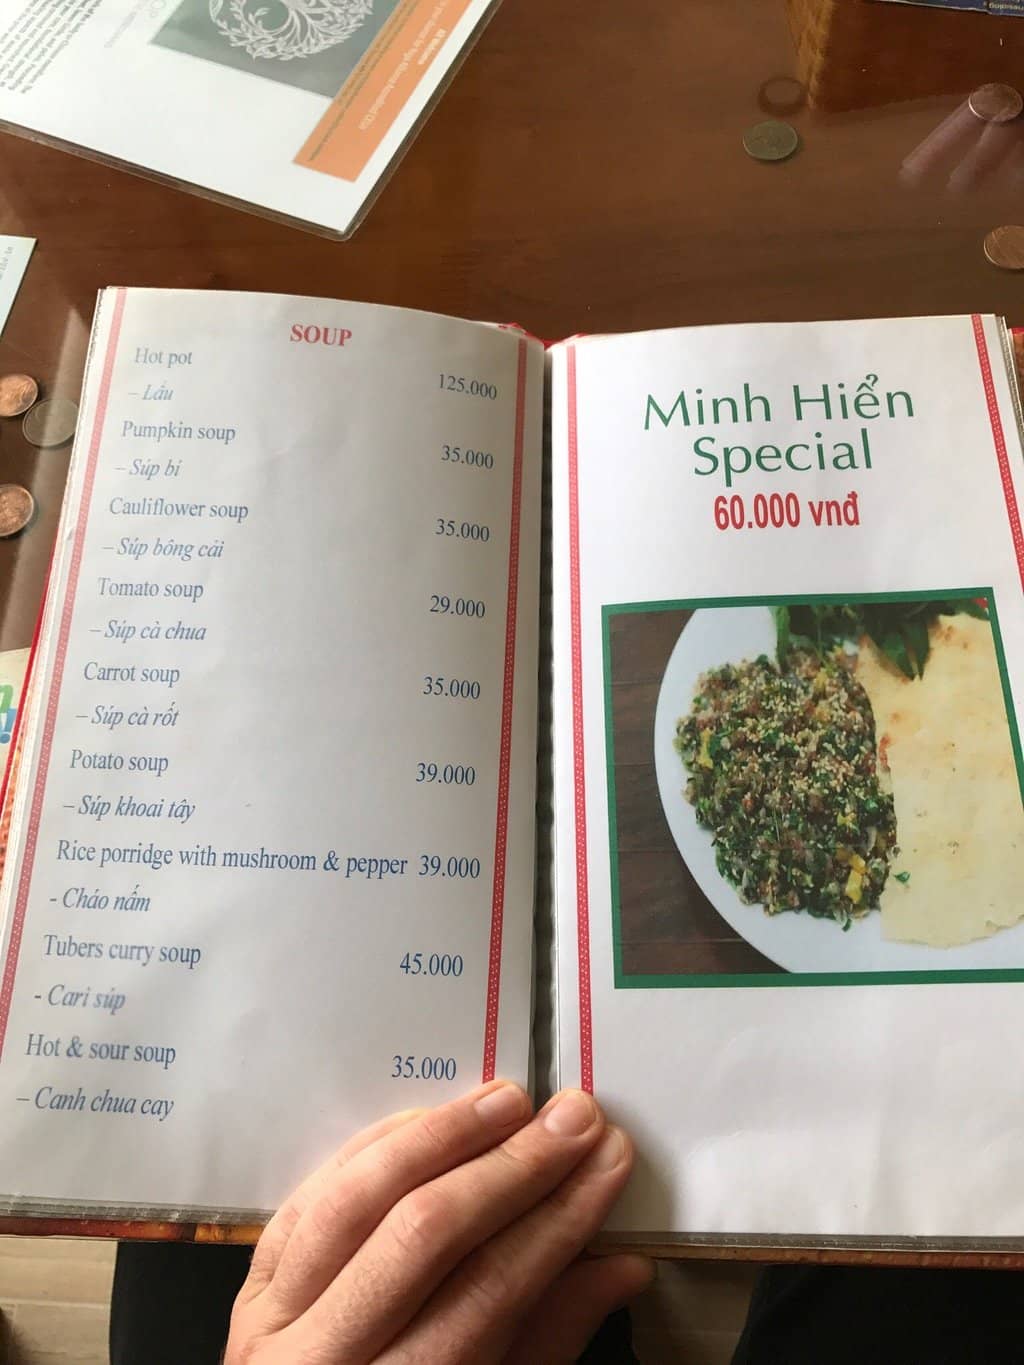 SOUP
Hot pot 125.000
– Lẩu
Pumpkin soup 35.000
– Súp bí
Cauliflower soup 35.000
– Súp bông cải
Tomato soup 29.000
– Súp cà chua
Carrot soup 35.000
– Súp cà rốt
Potato soup 39.000
– Súp khoai tây
Rice porridge with mushroom & pepper 39.000
- Cháo nấm
Tubers curry soup 45.000
- Cari súp
Hot & sour soup 35.000
– Canh chua cay
Minh Hiển
Special
60.000 vnđ